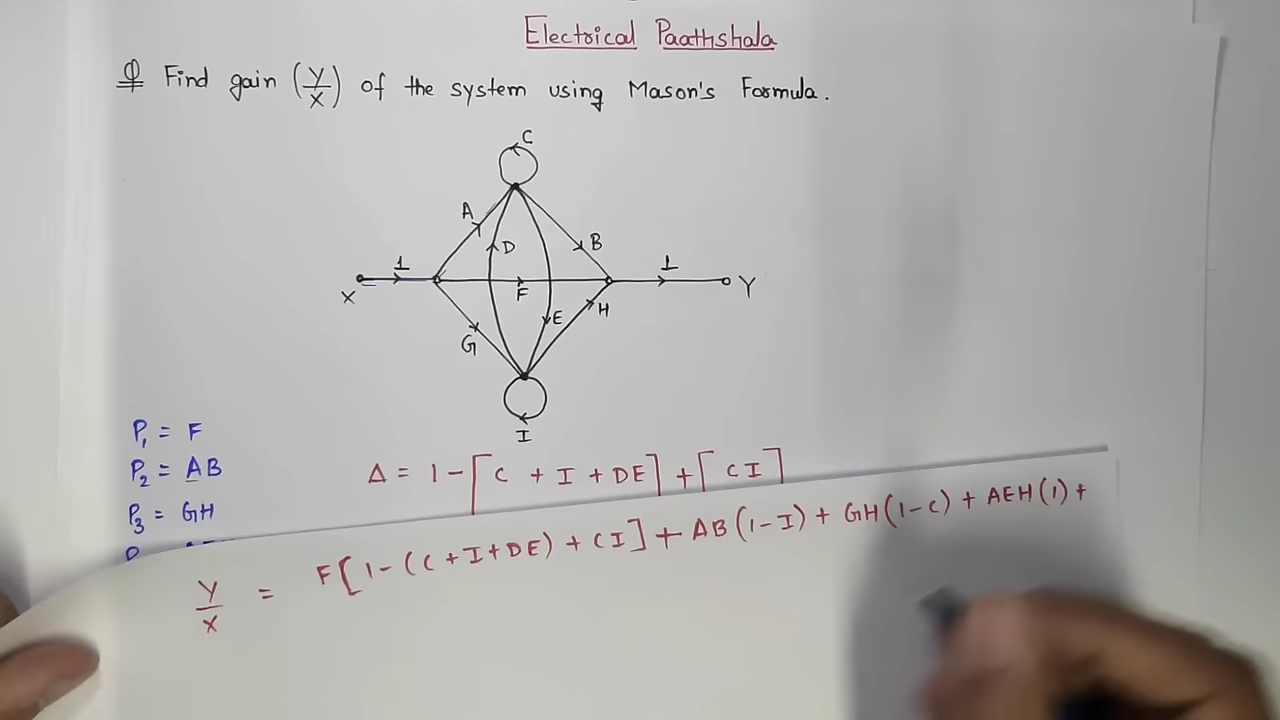 Electrical Paathshala
Q Find gain (Y/X) of the system using Mason's Formula.
C
A
D
B
1
1
X
F
Y
E
H
G
I
P₁ = F
P₂ = AB
Δ = 1 - [C + I + DE] + [CI]
P₃ = GH
Y/X = F[1 - (C + I + DE) + CI] + AB(1 - I) + GH(1 - C) + AEH(1) +